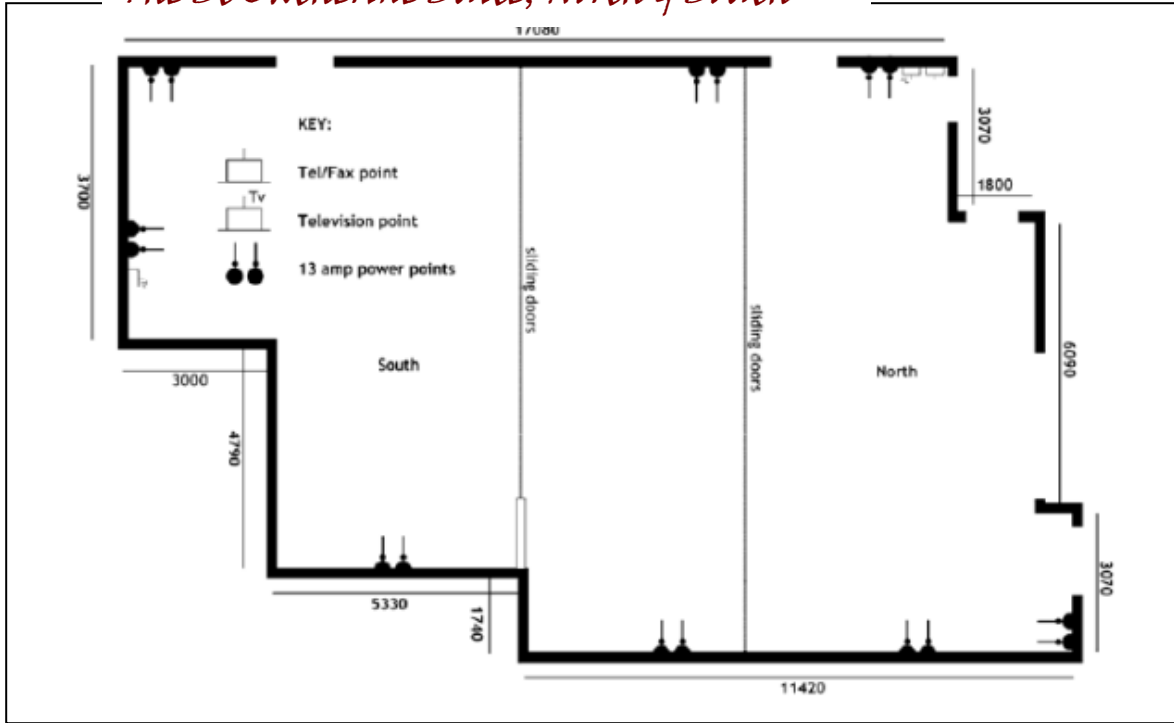 17080
3070
KEY:
Tel/Fax point
Tv
Television point
13 amp power points
3700
1800
sliding doors
sliding doors
South
North
6090
3000
4790
5330
1740
3070
11420